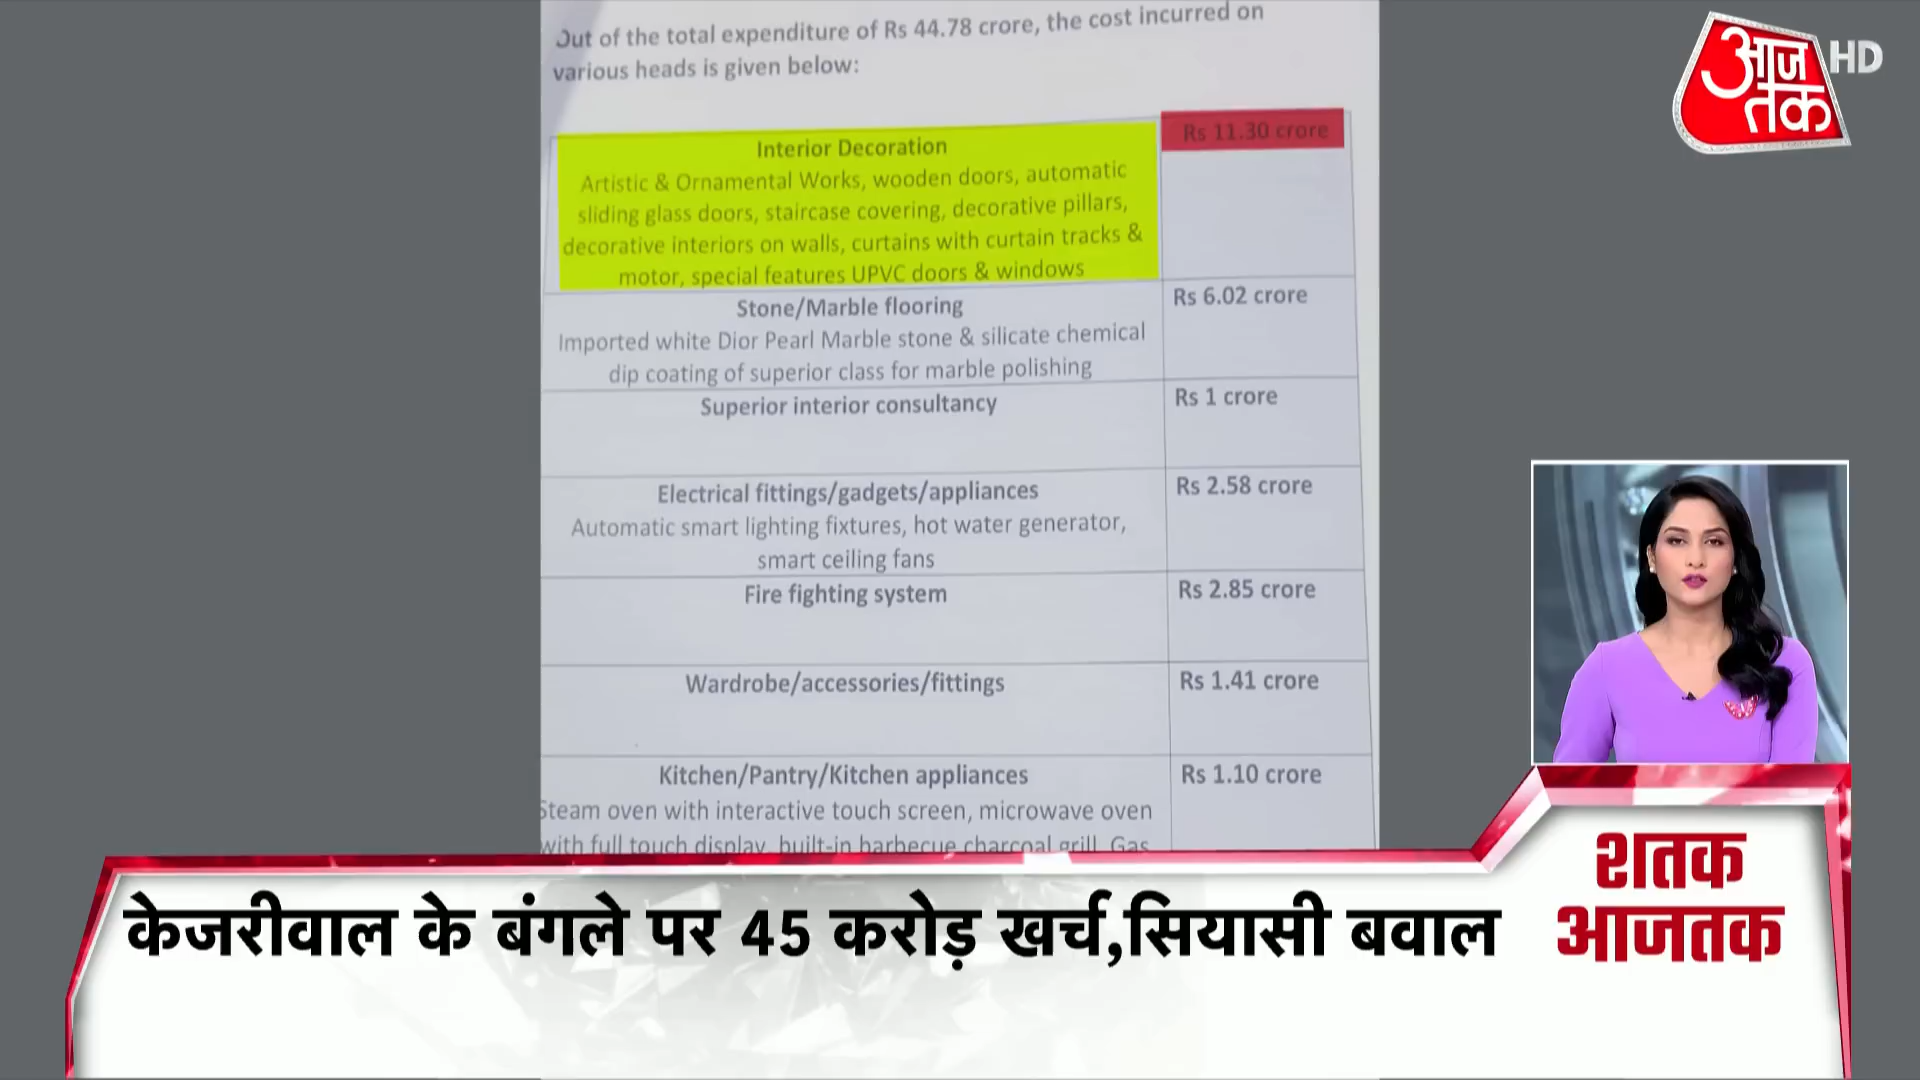 Out of the total expenditure of Rs 44.78 crore, the cost incurred on
various heads is given below:
Interior Decoration
Rs 11.30 crore
Artistic & Ornamental Works, wooden doors, automatic
sliding glass doors, staircase covering, decorative pillars,
decorative interiors on walls, curtains with curtain tracks &
motor, special features UPVC doors & windows
Stone/Marble flooring
Rs 6.02 crore
Imported white Dior Pearl Marble stone & silicate chemical
dip coating of superior class for marble polishing
Superior interior consultancy
Rs 1 crore
Electrical fittings/gadgets/appliances
Rs 2.58 crore
Automatic smart lighting fixtures, hot water generator,
smart ceiling fans
Fire fighting system
Rs 2.85 crore
Wardrobe/accessories/fittings
Rs 1.41 crore
Kitchen/Pantry/Kitchen appliances
Rs 1.10 crore
Steam oven with interactive touch screen, microwave oven
with full touch display, built-in barbecue charcoal grill, Gas
आज
तक
HD
केजरीवाल के बंगले पर 45 करोड़ खर्च,सियासी बवाल
शतक
आजतक